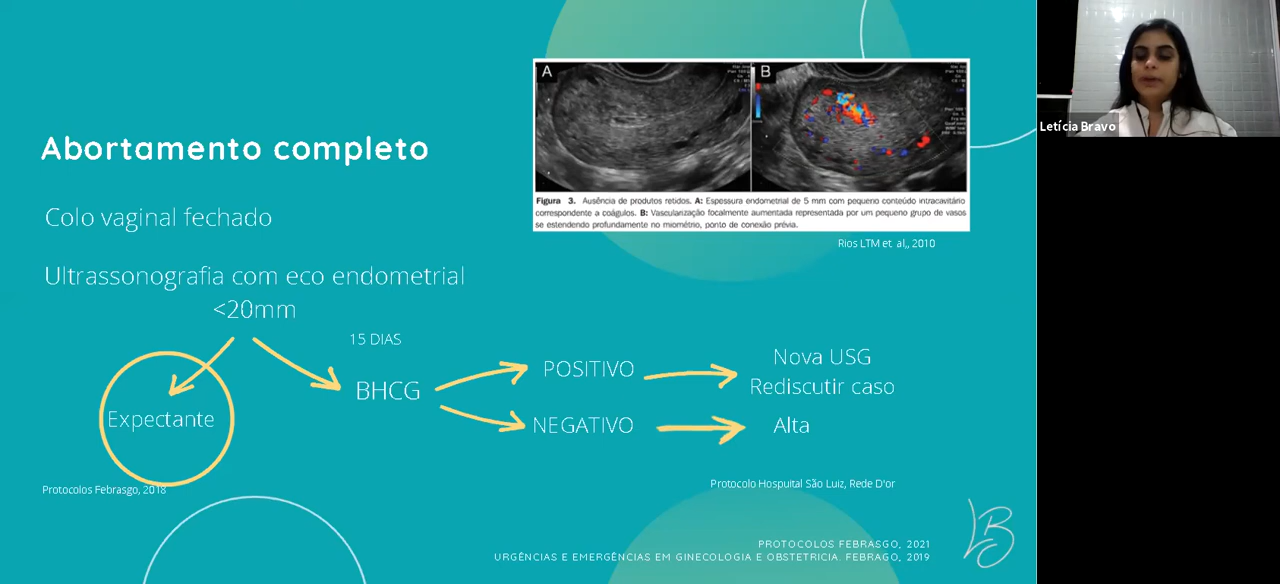 Abortamento completo
Colo vaginal fechado
Ultrassonografia com eco endometrial
<20mm
15 DIAS
BHCG
Expectante
POSITIVO
NEGATIVO
Nova USG
Rediscutir caso
Alta
Protocolos Febrasgo, 2018
Protocolo Hospuital São Luiz, Rede D'or
PROTOCOLOS FEBRASGO, 2021
URGÊNCIAS E EMERGÊNCIAS EM GINECOLOGIA E OBSTETRICIA. FEBRAGO, 2019
A
B
Figura 3. Ausência de produtos retidos. A: Espessura endometrial de 5 mm com pequeno conteúdo intracavitário
correspondente a coágulos. B: Vascularização focalmente aumentada representada por um pequeno grupo de vasos
se estendendo profundamente no miométrio, ponto de conexão prévia.
Rios LTM et. al,, 2010
LB
Letícia Bravo